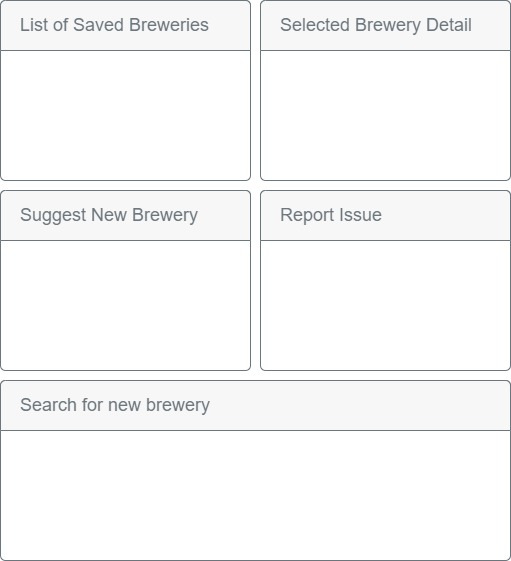 List of Saved Breweries
Selected Brewery Detail
Suggest New Brewery
Report Issue
Search for new brewery